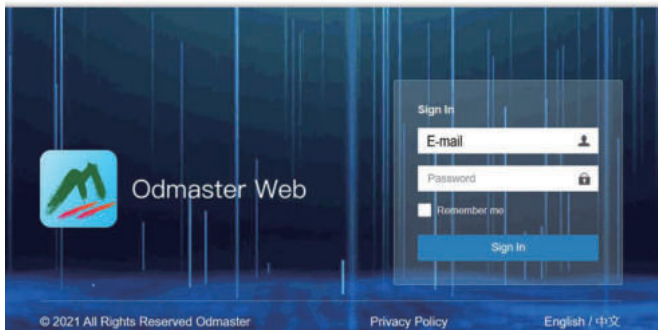 Sign In
E-mail
Password
Odmaster Web
Remember me
Sign In
© 2021 All Rights Reserved Odmaster Privacy Policy English / 中文